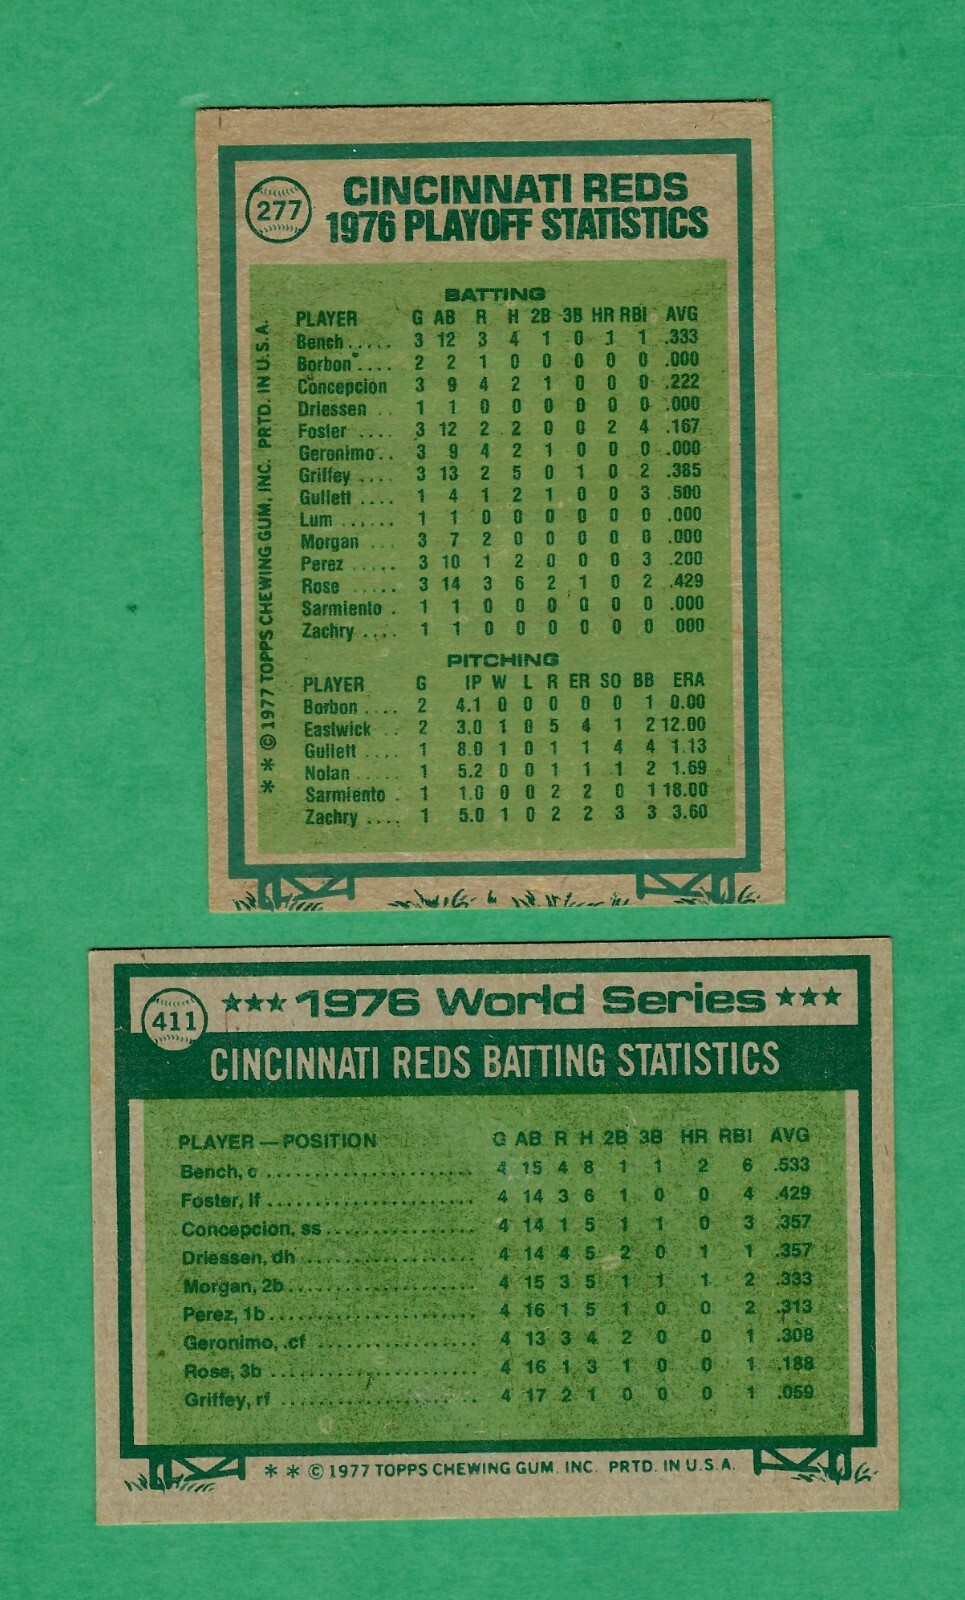 277
CINCINNATI REDS
1976 PLAYOFF STATISTICS
BATTING
PLAYER G AB R H 2B 3B HR RBI AVG
Bench ..... 3 12 3 4 1 0 1 1 .333
Borbon .... 2 2 1 0 0 0 0 0 .000
Concepcion 3 9 4 2 1 0 0 0 .222
Driessen .. 1 1 0 0 0 0 0 0 .000
Foster .... 3 12 2 2 0 0 2 4 .167
Geronimo .. 3 9 4 2 1 0 0 0 .000
Griffey .... 3 13 2 5 0 1 0 2 .385
Gullett .... 1 4 1 2 1 0 0 3 .500
Lum ...... 1 1 0 0 0 0 0 0 .000
Morgan ... 3 7 2 0 0 0 0 0 .000
Perez ..... 3 10 1 2 0 0 0 3 .200
Rose ..... 3 14 3 6 2 1 0 2 .429
Sarmiento . 1 1 0 0 0 0 0 0 .000
Zachry .... 1 1 0 0 0 0 0 0 .000
PITCHING
PLAYER G IP W L R ER SO BB ERA
Borbon .... 2 4.1 0 0 0 0 0 1 0.00
Eastwick .. 2 3.0 1 0 5 4 1 2 12.00
Gullett .... 1 8.0 1 0 1 1 4 4 1.13
Nolan ..... 1 5.2 0 0 1 1 1 2 1.69
Sarmiento . 1 1.0 0 0 2 2 0 1 18.00
Zachry .... 1 5.0 1 0 2 2 3 3 3.60
* * © 1977 TOPPS CHEWING GUM, INC. PRTD. IN U.S.A.
411
★★★ 1976 World Series ★★★
CINCINNATI REDS BATTING STATISTICS
PLAYER — POSITION G AB R H 2B 3B HR RBI AVG
Bench, c ........................ 4 15 4 8 1 1 2 6 .533
Foster, lf ........................ 4 14 3 6 1 0 0 4 .429
Concepcion, ss ................. 4 14 1 5 1 1 0 3 .357
Driessen, dh .................... 4 14 4 5 2 0 1 1 .357
Morgan, 2b ...................... 4 15 3 5 1 1 1 2 .333
Perez, 1b ........................ 4 16 1 5 1 0 0 2 .313
Geronimo, cf ................... 4 13 3 4 2 0 0 1 .308
Rose, 3b ........................ 4 16 1 3 1 0 0 1 .188
Griffey, rf ....................... 4 17 2 1 0 0 0 1 .059
* * © 1977 TOPPS CHEWING GUM, INC. PRTD. IN U.S.A.